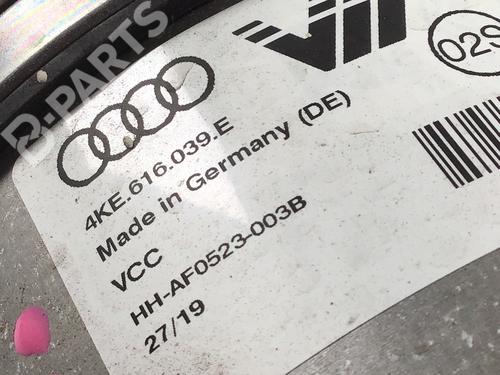 B-PARTS
029
4KE.616.039.E
Made in Germany (DE)
VCC
HH-AF0523-003B
27/19